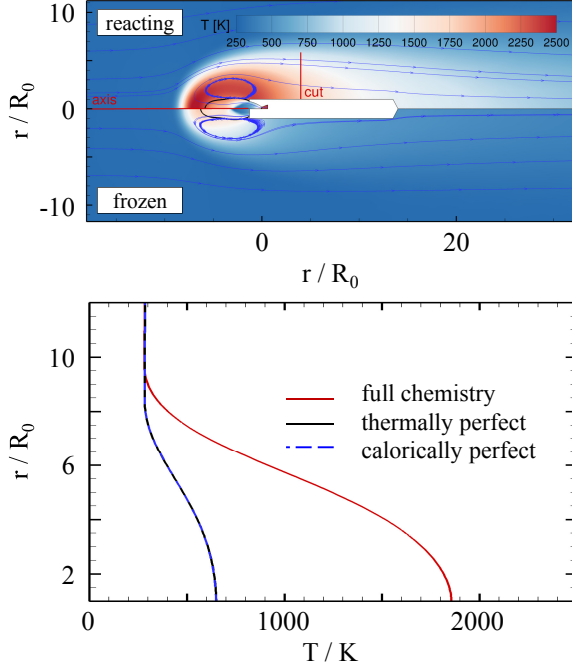 10
reacting
T [K]
250 500 750 1000 1250 1500 1750 2000 2250 2500
r / R0
axis
0
cut
frozen
-10
0 20
r / R0
10
full chemistry
thermally perfect
r / R0
calorically perfect
6
2
0 1000 2000
T / K